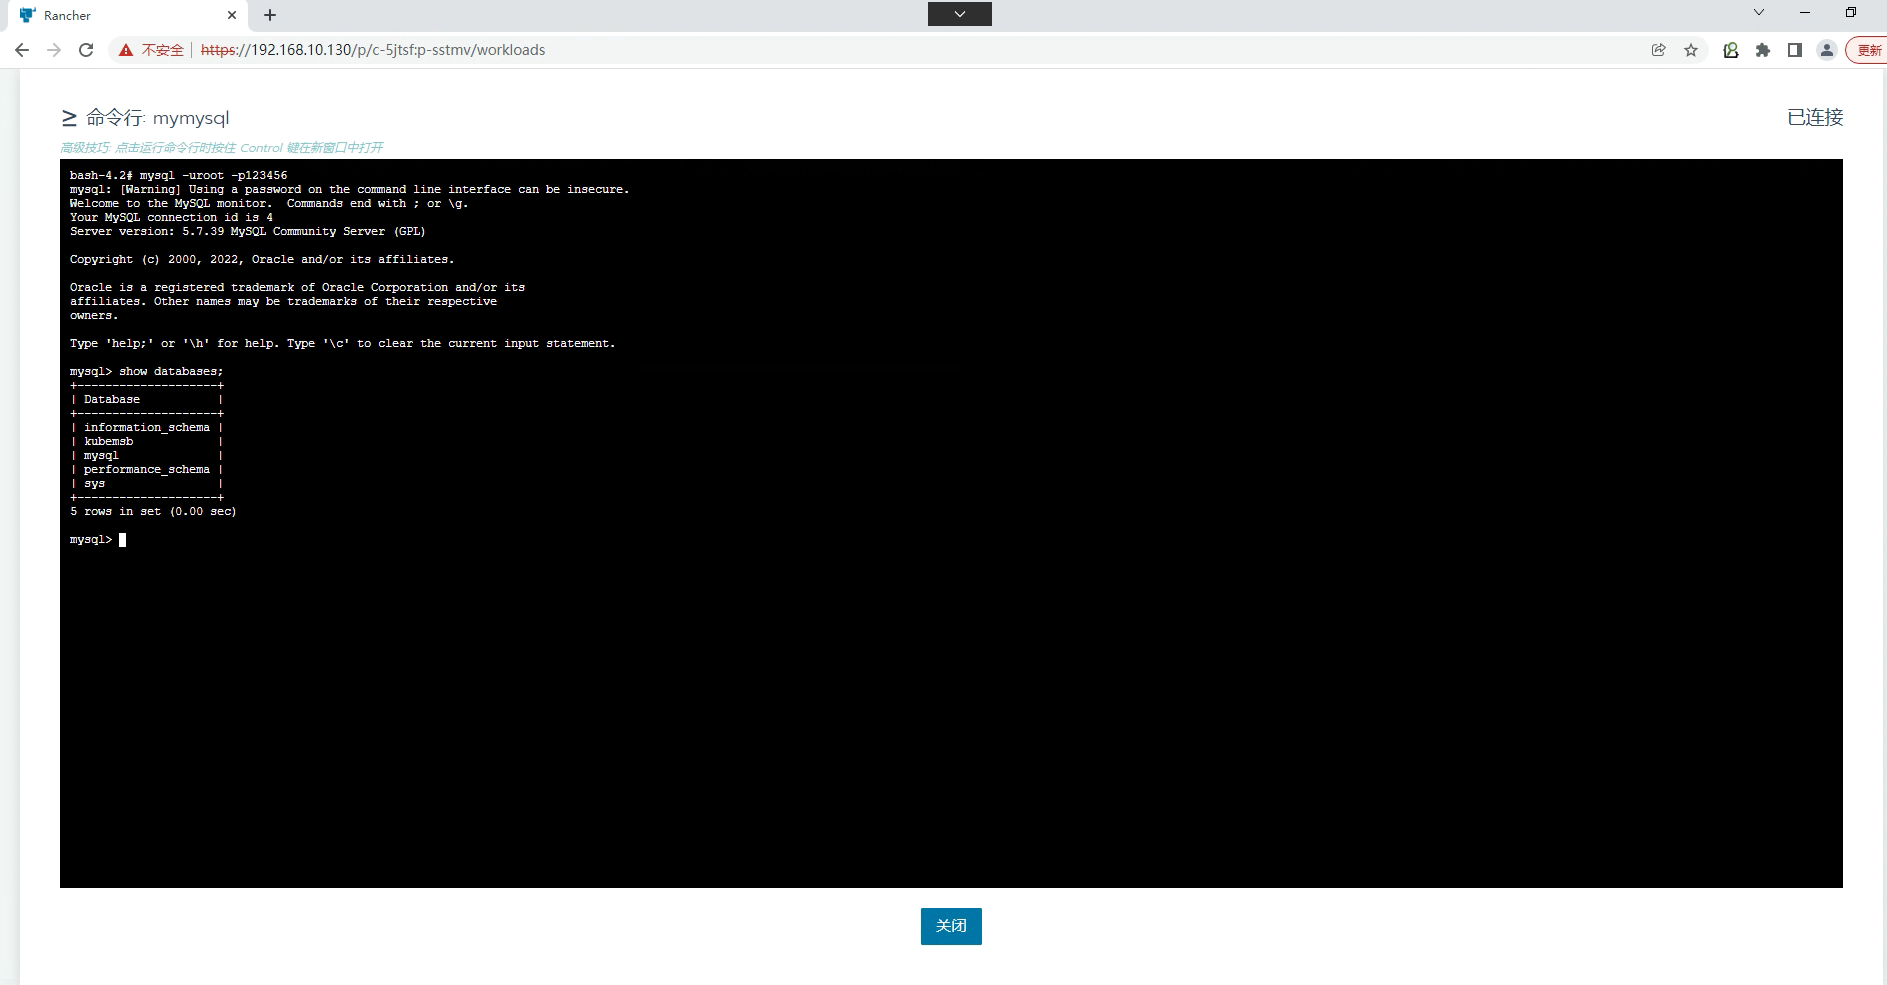 Rancher
不安全 https://192.168.10.130/p/c-5jtsf:p-sstmv/workloads
更新
命令行: mymysql
已连接
高级技巧: 点击运行命令行时按住 Control 键在新窗口中打开
bash-4.2# mysql -uroot -p123456
mysql: [Warning] Using a password on the command line interface can be insecure.
Welcome to the MySQL monitor.  Commands end with ; or \g.
Your MySQL connection id is 4
Server version: 5.7.39 MySQL Community Server (GPL)
Copyright (c) 2000, 2022, Oracle and/or its affiliates.
Oracle is a registered trademark of Oracle Corporation and/or its
affiliates. Other names may be trademarks of their respective
owners.
Type 'help;' or '\h' for help. Type '\c' to clear the current input statement.
mysql> show databases;
+--------------------+
| Database           |
+--------------------+
| information_schema |
| kubemsb            |
| mysql              |
| performance_schema |
| sys                |
+--------------------+
5 rows in set (0.00 sec)
mysql>
关闭